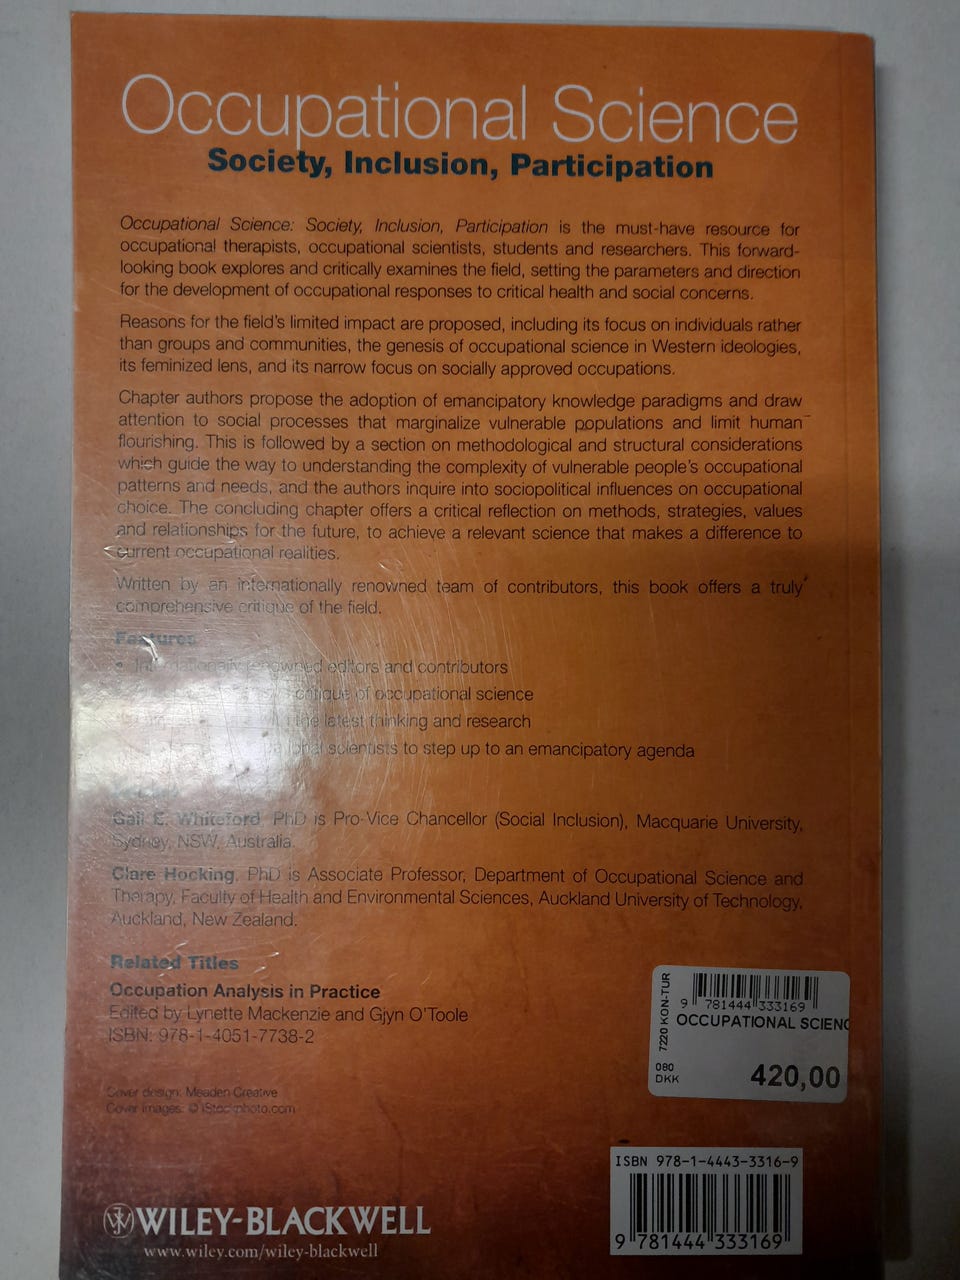 Occupational Science
Society, Inclusion, Participation
Occupational Science: Society, Inclusion, Participation is the must-have resource for
occupational therapists, occupational scientists, students and researchers. This forward-
looking book explores and critically examines the field, setting the parameters and direction
for the development of occupational responses to critical health and social concerns.
Reasons for the field's limited impact are proposed, including its focus on individuals rather
than groups and communities, the genesis of occupational science in Western ideologies,
its feminized lens, and its narrow focus on socially approved occupations.
Chapter authors propose the adoption of emancipatory knowledge paradigms and draw
attention to social processes that marginalize vulnerable populations and limit human
flourishing. This is followed by a section on methodological and structural considerations
which guide the way to understanding the complexity of vulnerable people's occupational
patterns and needs, and the authors inquire into sociopolitical influences on occupational
choice. The concluding chapter offers a critical reflection on methods, strategies, values
and relationships for the future, to achieve a relevant science that makes a difference to
current occupational realities.
Written by an internationally renowned team of contributors, this book offers a truly
comprehensive critique of the field.
Features
• Internationally renowned editors and contributors
critique of occupational science
the latest thinking and research
scientists to step up to an emancipatory agenda
Gail E. Whiteford, PhD is Pro-Vice Chancellor (Social Inclusion), Macquarie University,
Sydney, NSW, Australia.
Clare Hocking, PhD is Associate Professor, Department of Occupational Science and
Therapy, Faculty of Health and Environmental Sciences, Auckland University of Technology,
Auckland, New Zealand.
Related Titles
Occupation Analysis in Practice
Edited by Lynette Mackenzie and Gjyn O'Toole
ISBN: 978-1-4051-7738-2
Cover design: Meaden Creative
Cover images: © iStockphoto.com
7220 KON-TUR
9 781444 333169
OCCUPATIONAL SCIENC
080
DKK
420,00
ISBN 978-1-4443-3316-9
9 781444 333169
WILEY-BLACKWELL
www.wiley.com/wiley-blackwell